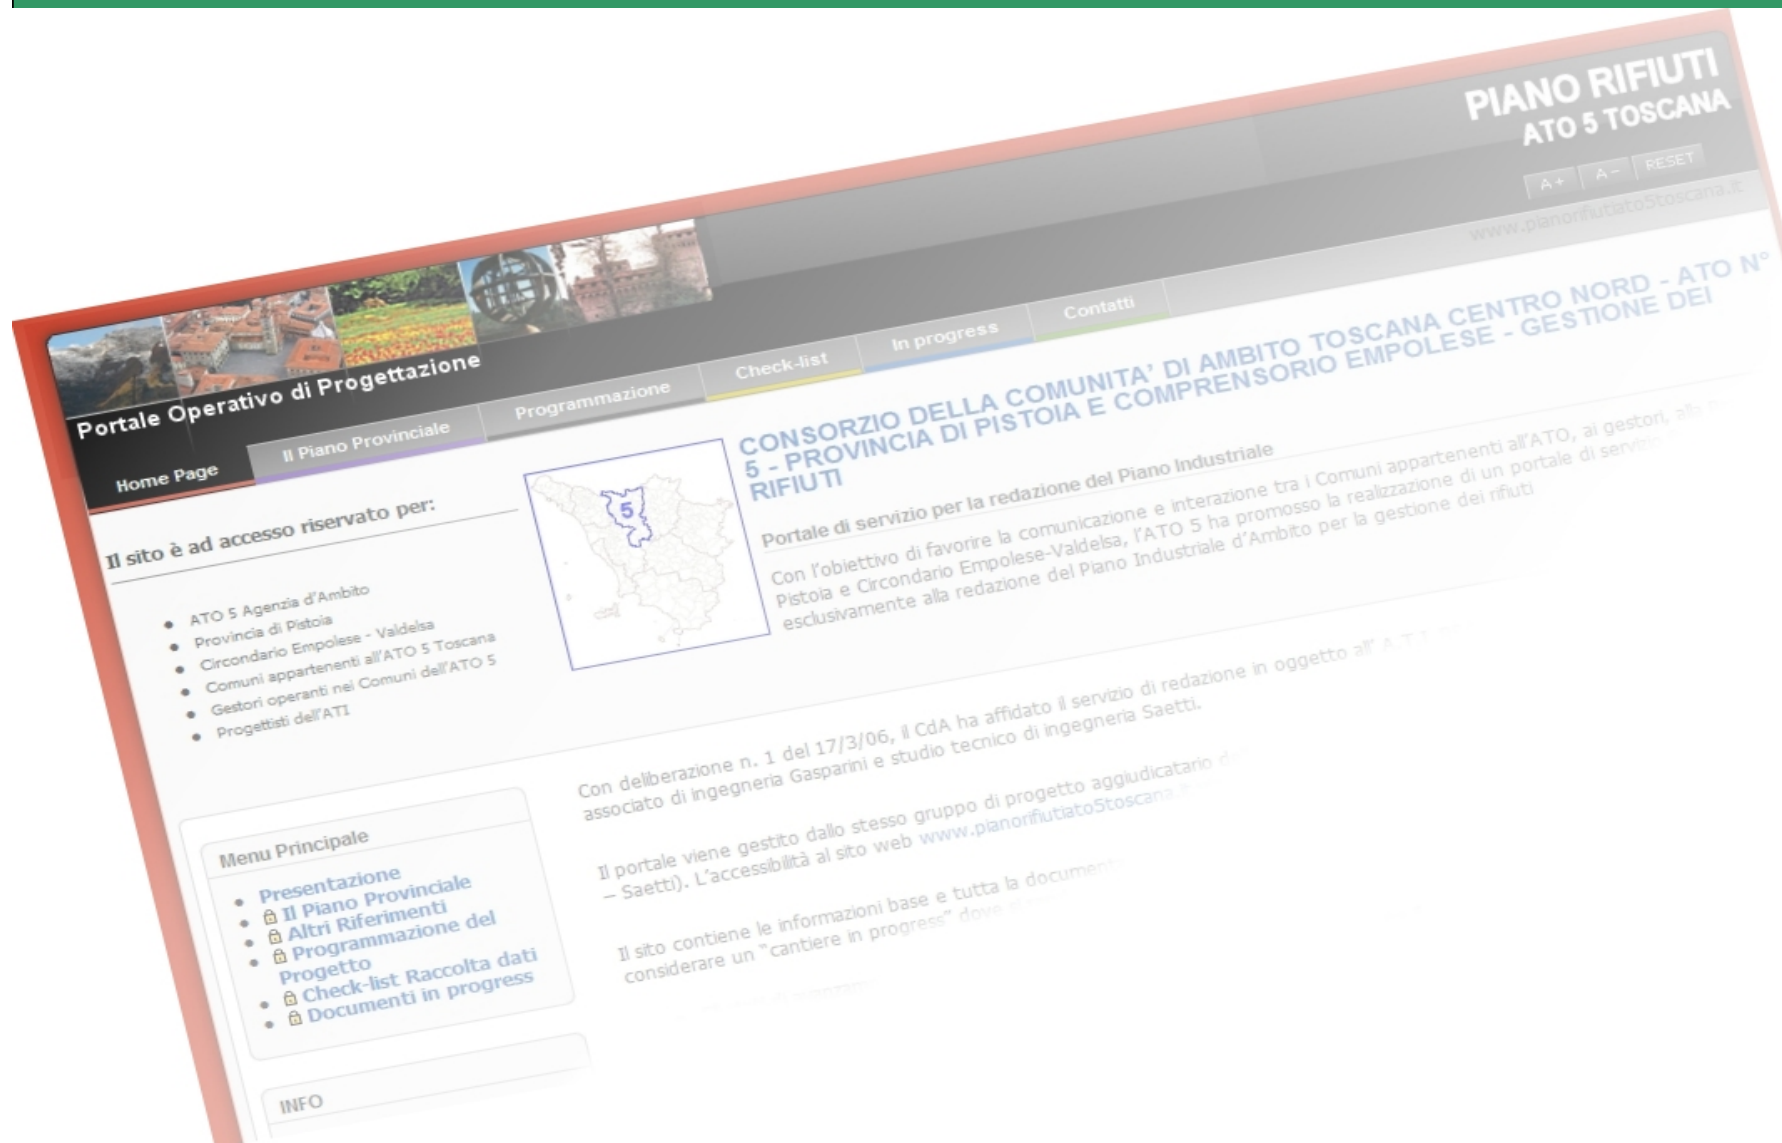 PIANO RIFIUTI
ATO 5 TOSCANA
A+ A- RESET
www.pianorifiutiato5toscana.it
Portale Operativo di Progettazione
Home Page
Il Piano Provinciale
Programmazione
Check-list
In progress
Contatti
Il sito è ad accesso riservato per:
ATO 5 Agenzia d'Ambito
Provincia di Pistoia
Circondario Empolese - Valdelsa
Comuni appartenenti all'ATO 5 Toscana
Gestori operanti nei Comuni dell'ATO 5
Progettisti dell'ATI
5
CONSORZIO DELLA COMUNITA' DI AMBITO TOSCANA CENTRO NORD - ATO N°
5 - PROVINCIA DI PISTOIA E COMPRENSORIO EMPOLESE - GESTIONE DEI
RIFIUTI
Portale di servizio per la redazione del Piano Industriale
Con l'obiettivo di favorire la comunicazione e interazione tra i Comuni appartenenti all'ATO, ai gestori, alla
Pistoia e Circondario Empolese-Valdelsa, l'ATO 5 ha promosso la realizzazione di un portale di servizio
esclusivamente alla redazione del Piano Industriale d'Ambito per la gestione dei rifiuti
Con deliberazione n. 1 del 17/3/06, il CdA ha affidato il servizio di redazione in oggetto all' A.T.I.
associato di ingegneria Gasparini e studio tecnico di ingegneria Saetti.
Il portale viene gestito dallo stesso gruppo di progetto aggiudicatario
– Saetti). L'accessibilità al sito web www.pianorifiutiato5toscana
Il sito contiene le informazioni base e tutta la
considerare un "cantiere in progress" dove
Menu Principale
Presentazione
Il Piano Provinciale
Altri Riferimenti
Programmazione del
Progetto
Check-list Raccolta dati
Documenti in progress
INFO